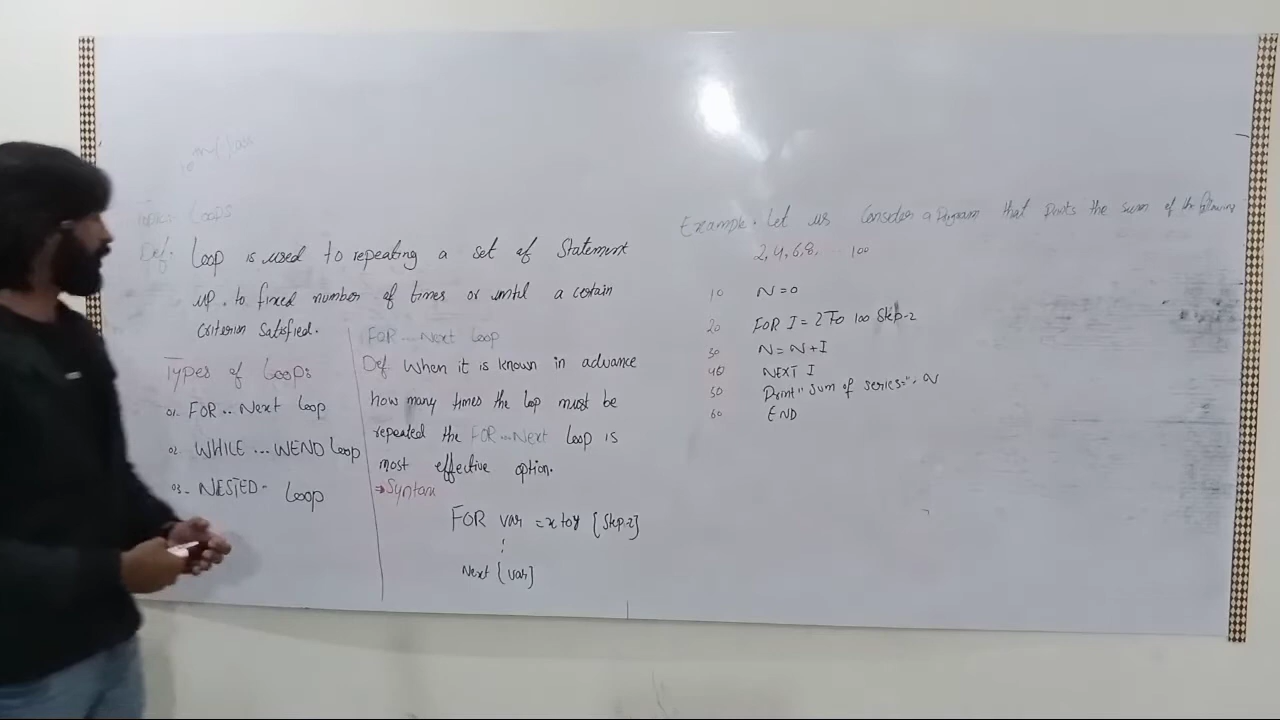 10th Class
Topic: Loops
Def: Loop is used to repeating a set of Statement
up to fixed number of times or until a certain
criterion Satisfied.
Types of Loops
01. FOR...Next loop
02. WHILE...WEND loop
03. NESTED- Loop
FOR...Next Loop
Def When it is known in advance
how many times the loop must be
repeated the FOR...Next loop is
most effective option.
⇒Syntax
FOR var = x to y [Step z]
Next [var]
Example. Let us Consider a Program that prints the sum of the following
2, 4, 6, 8, ... 100
10 N=0
20 FOR I = 2 To 100 Step-2
30 N = N + I
40 NEXT I
50 Print "Sum of series=", N
60 END